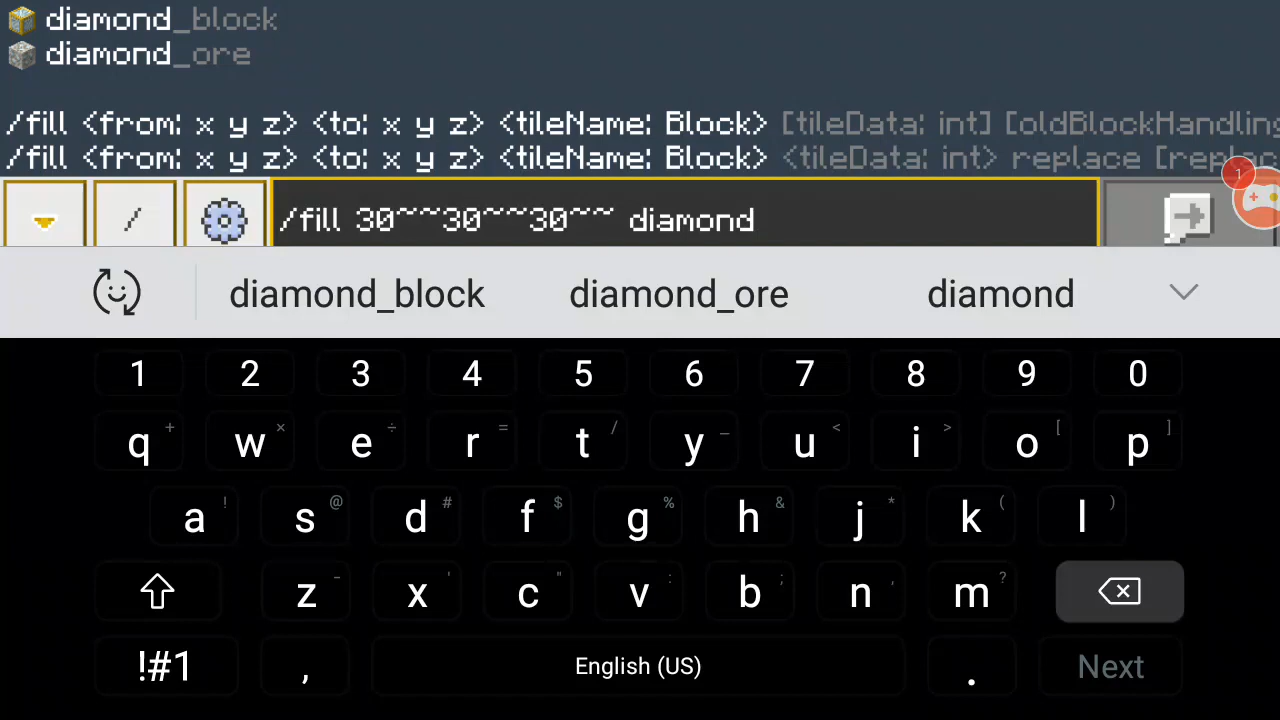 diamond_block
diamond_ore
/fill <from: x y z> <to: x y z> <tileName: Block> [tileData: int] [oldBlockHandling
/fill <from: x y z> <to: x y z> <tileName: Block> <tileData: int> replace [replac
1
/ /fill 30~~30~~30~~ diamond
diamond_block diamond_ore diamond
1 2 3 4 5 6 7 8 9 0
q + w × e ÷ r = t / y _ u < i > o [ p ]
a ! s @ d # f $ g % h & j * k ( l )
z - x ' c " v : b ; n , m ?
!#1 , English (US) . Next